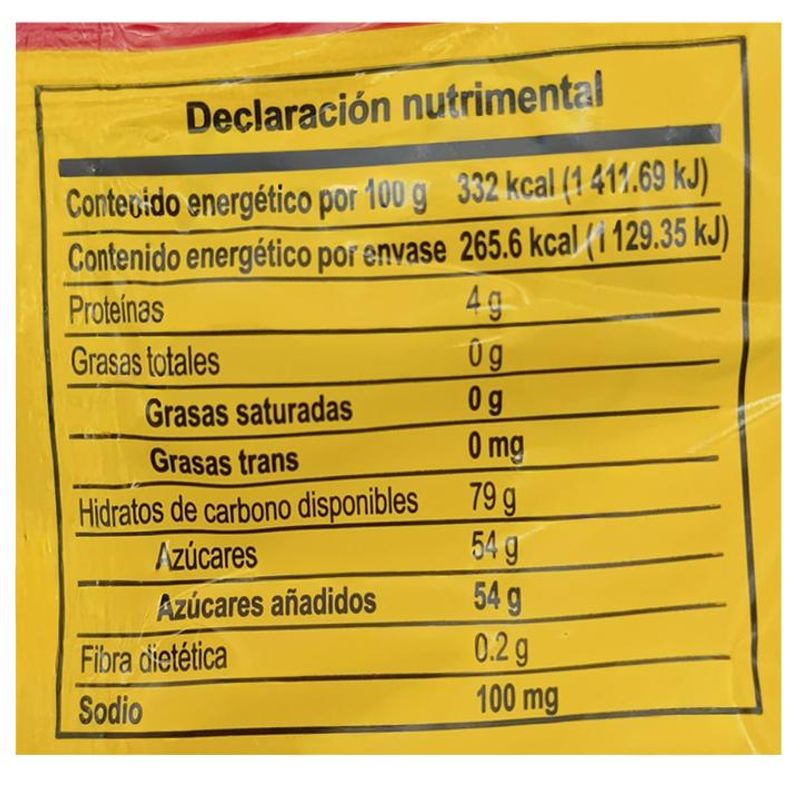 Declaración nutrimental
Contenido energético por 100 g 332 kcal (1 411.69 kJ)
Contenido energético por envase 265.6 kcal (1 129.35 kJ)
Proteínas 4 g
Grasas totales 0 g
Grasas saturadas 0 g
Grasas trans 0 mg
Hidratos de carbono disponibles 79 g
Azúcares 54 g
Azúcares añadidos 54 g
Fibra dietética 0.2 g
Sodio 100 mg